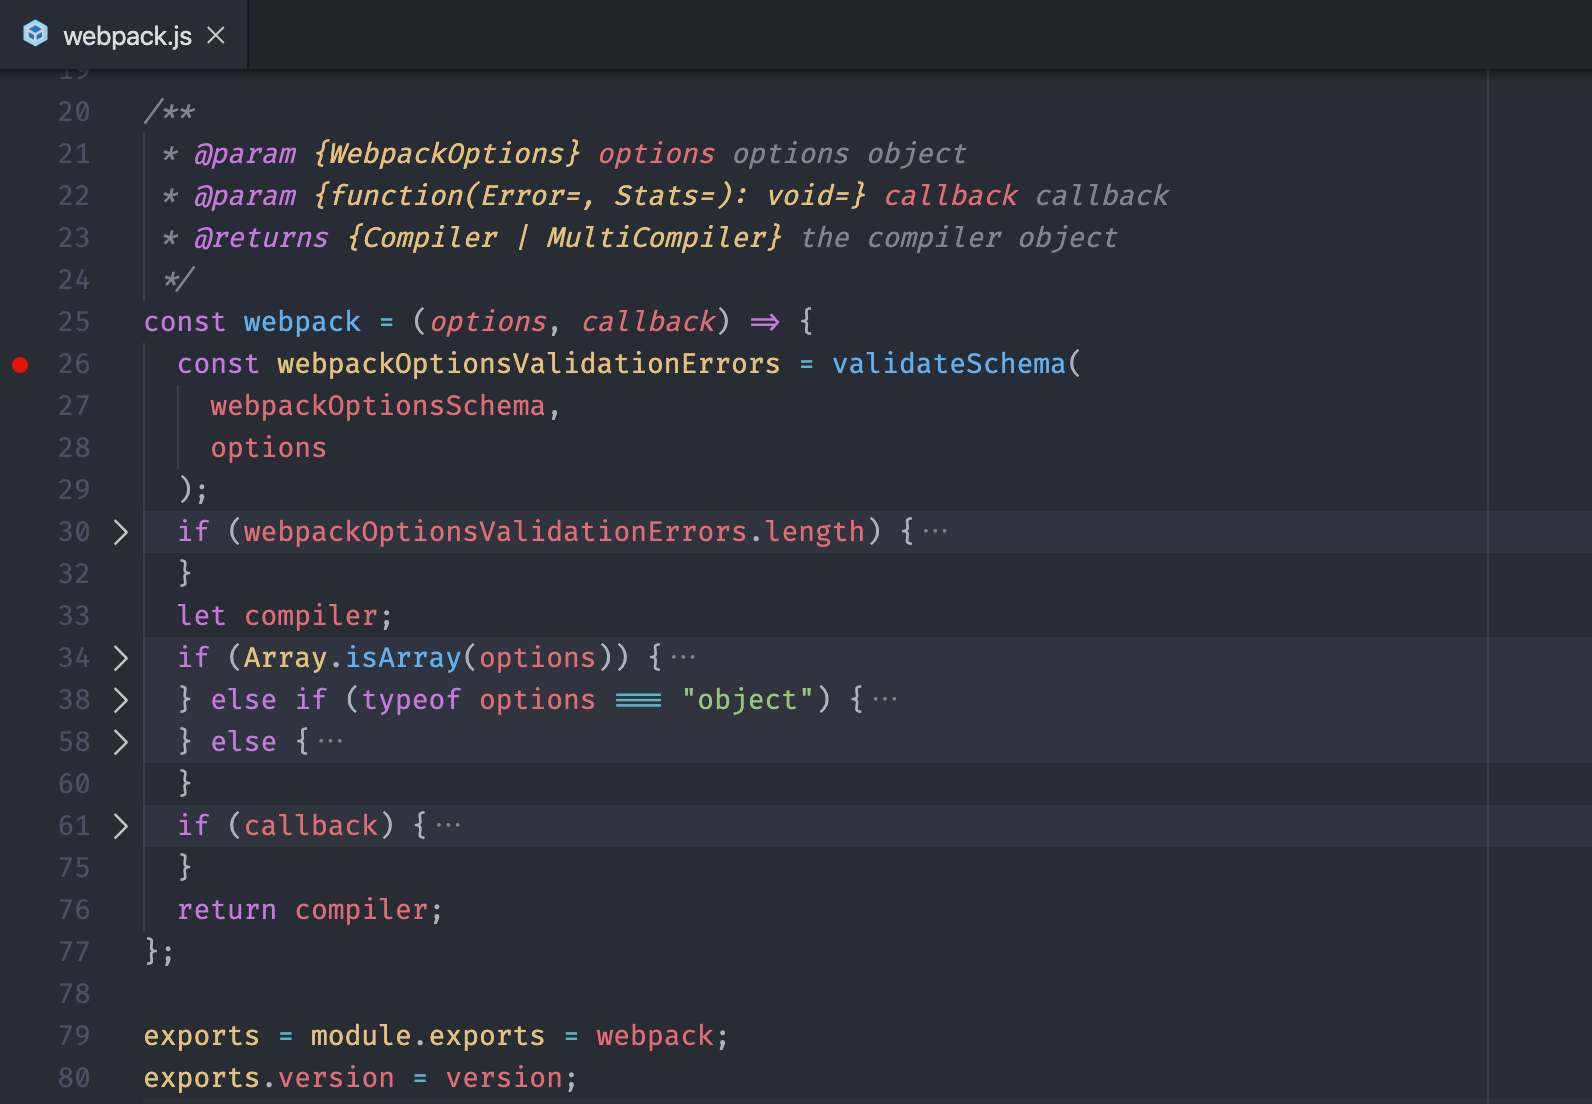 webpack.js
19
20 /**
21 * @param {WebpackOptions} options options object
22 * @param {function(Error=, Stats=): void=} callback callback
23 * @returns {Compiler | MultiCompiler} the compiler object
24 */
25 const webpack = (options, callback) => {
26 const webpackOptionsValidationErrors = validateSchema(
27 webpackOptionsSchema,
28 options
29 );
30 if (webpackOptionsValidationErrors.length) {···
32 }
33 let compiler;
34 if (Array.isArray(options)) {···
38 } else if (typeof options === "object") {···
58 } else {···
60 }
61 if (callback) {···
75 }
76 return compiler;
77 };
78
79 exports = module.exports = webpack;
80 exports.version = version;